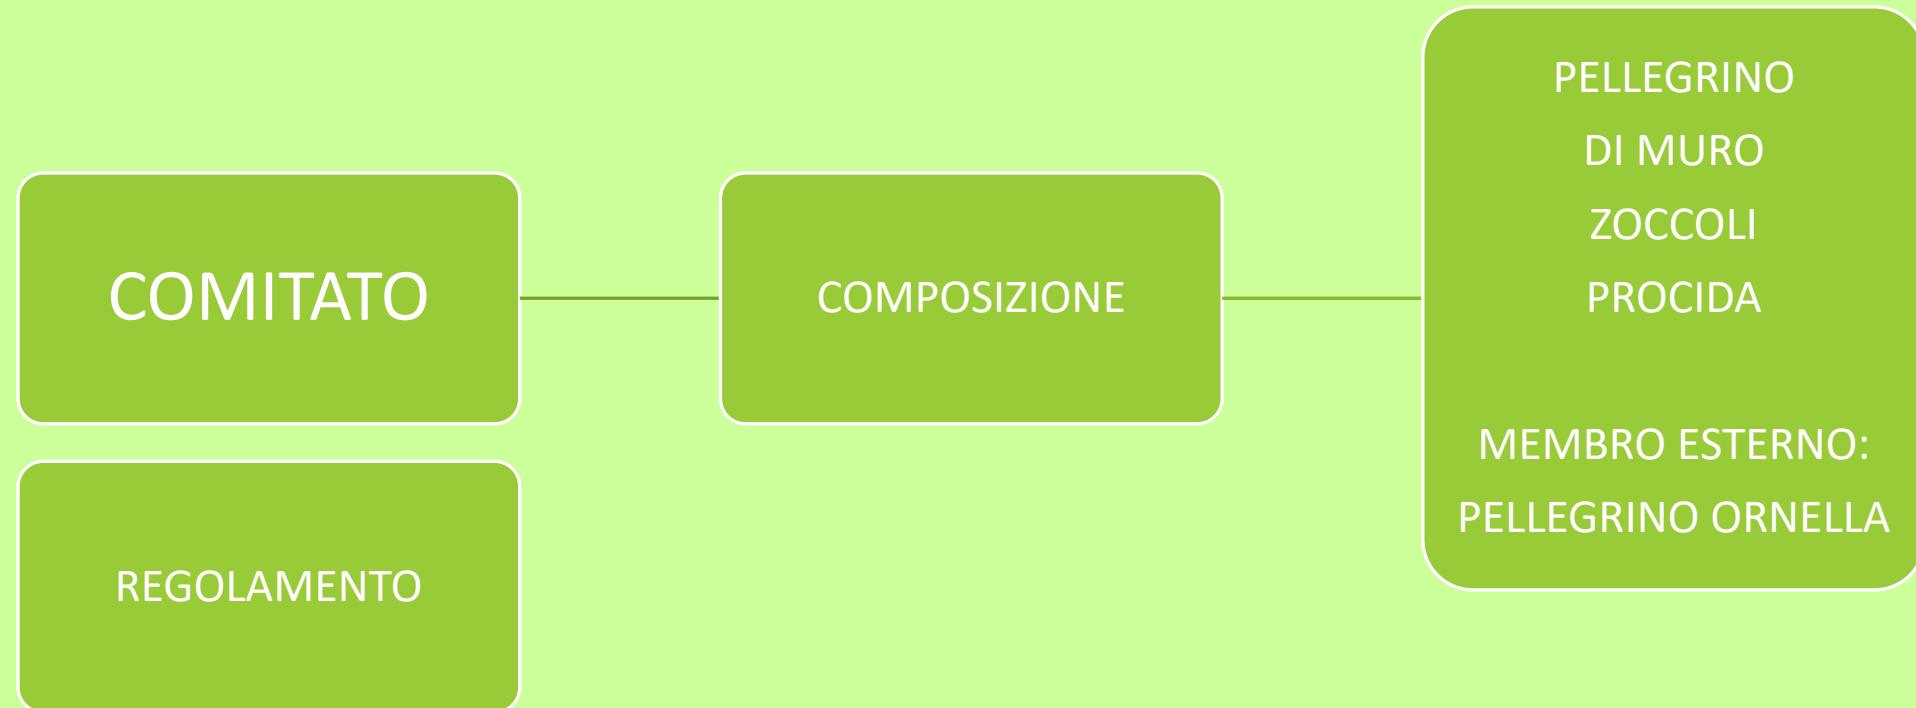 COMITATO
COMPOSIZIONE
PELLEGRINO
DI MURO
ZOCCOLI
PROCIDA
MEMBRO ESTERNO:
PELLEGRINO ORNELLA
REGOLAMENTO